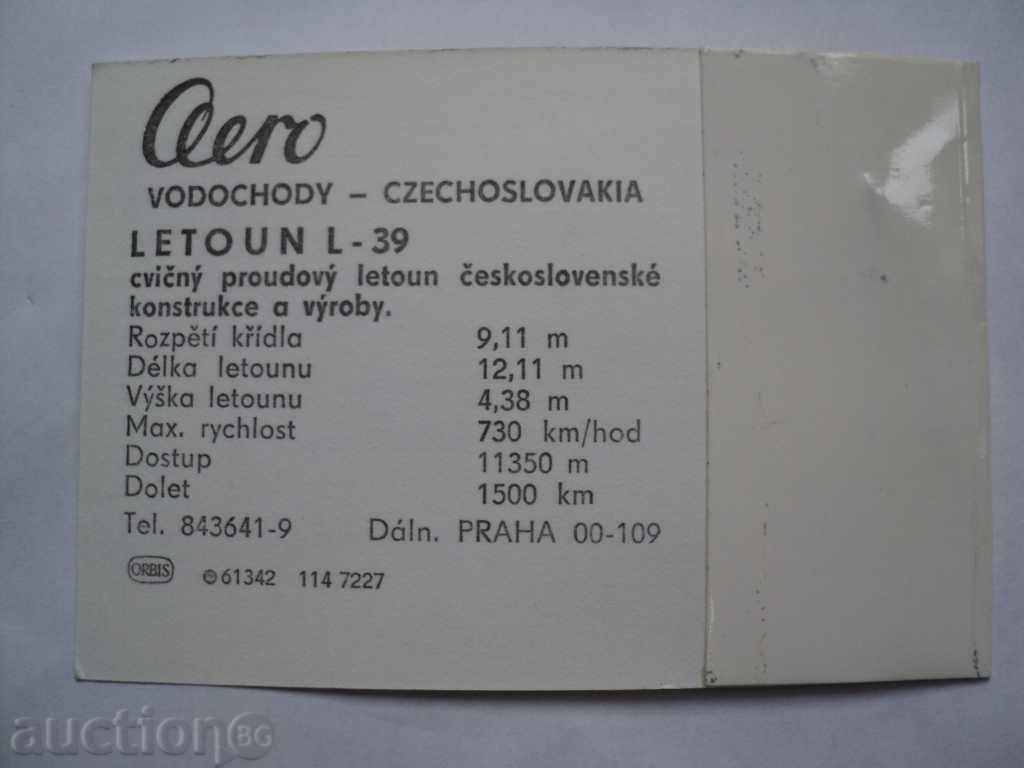 Aero
VODOCHODY – CZECHOSLOVAKIA
LETOUN L-39
cvičný proudový letoun československé
konstrukce a výroby.
Rozpětí křídla 9,11 m
Délka letounu 12,11 m
Výška letounu 4,38 m
Max. rychlost 730 km/hod
Dostup 11350 m
Dolet 1500 km
Tel. 843641-9 Dáln. PRAHA 00-109
ORBIS ©61342 114 7227
auction BG